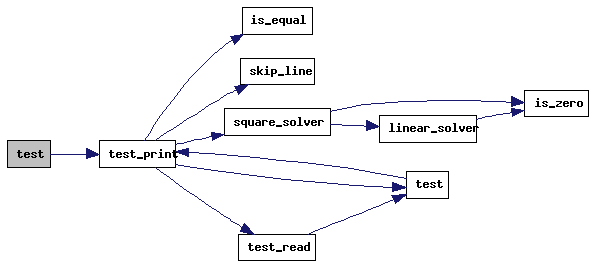 is_equal
skip_line
is_zero
square_solver
linear_solver
test
test_print
test
test_read